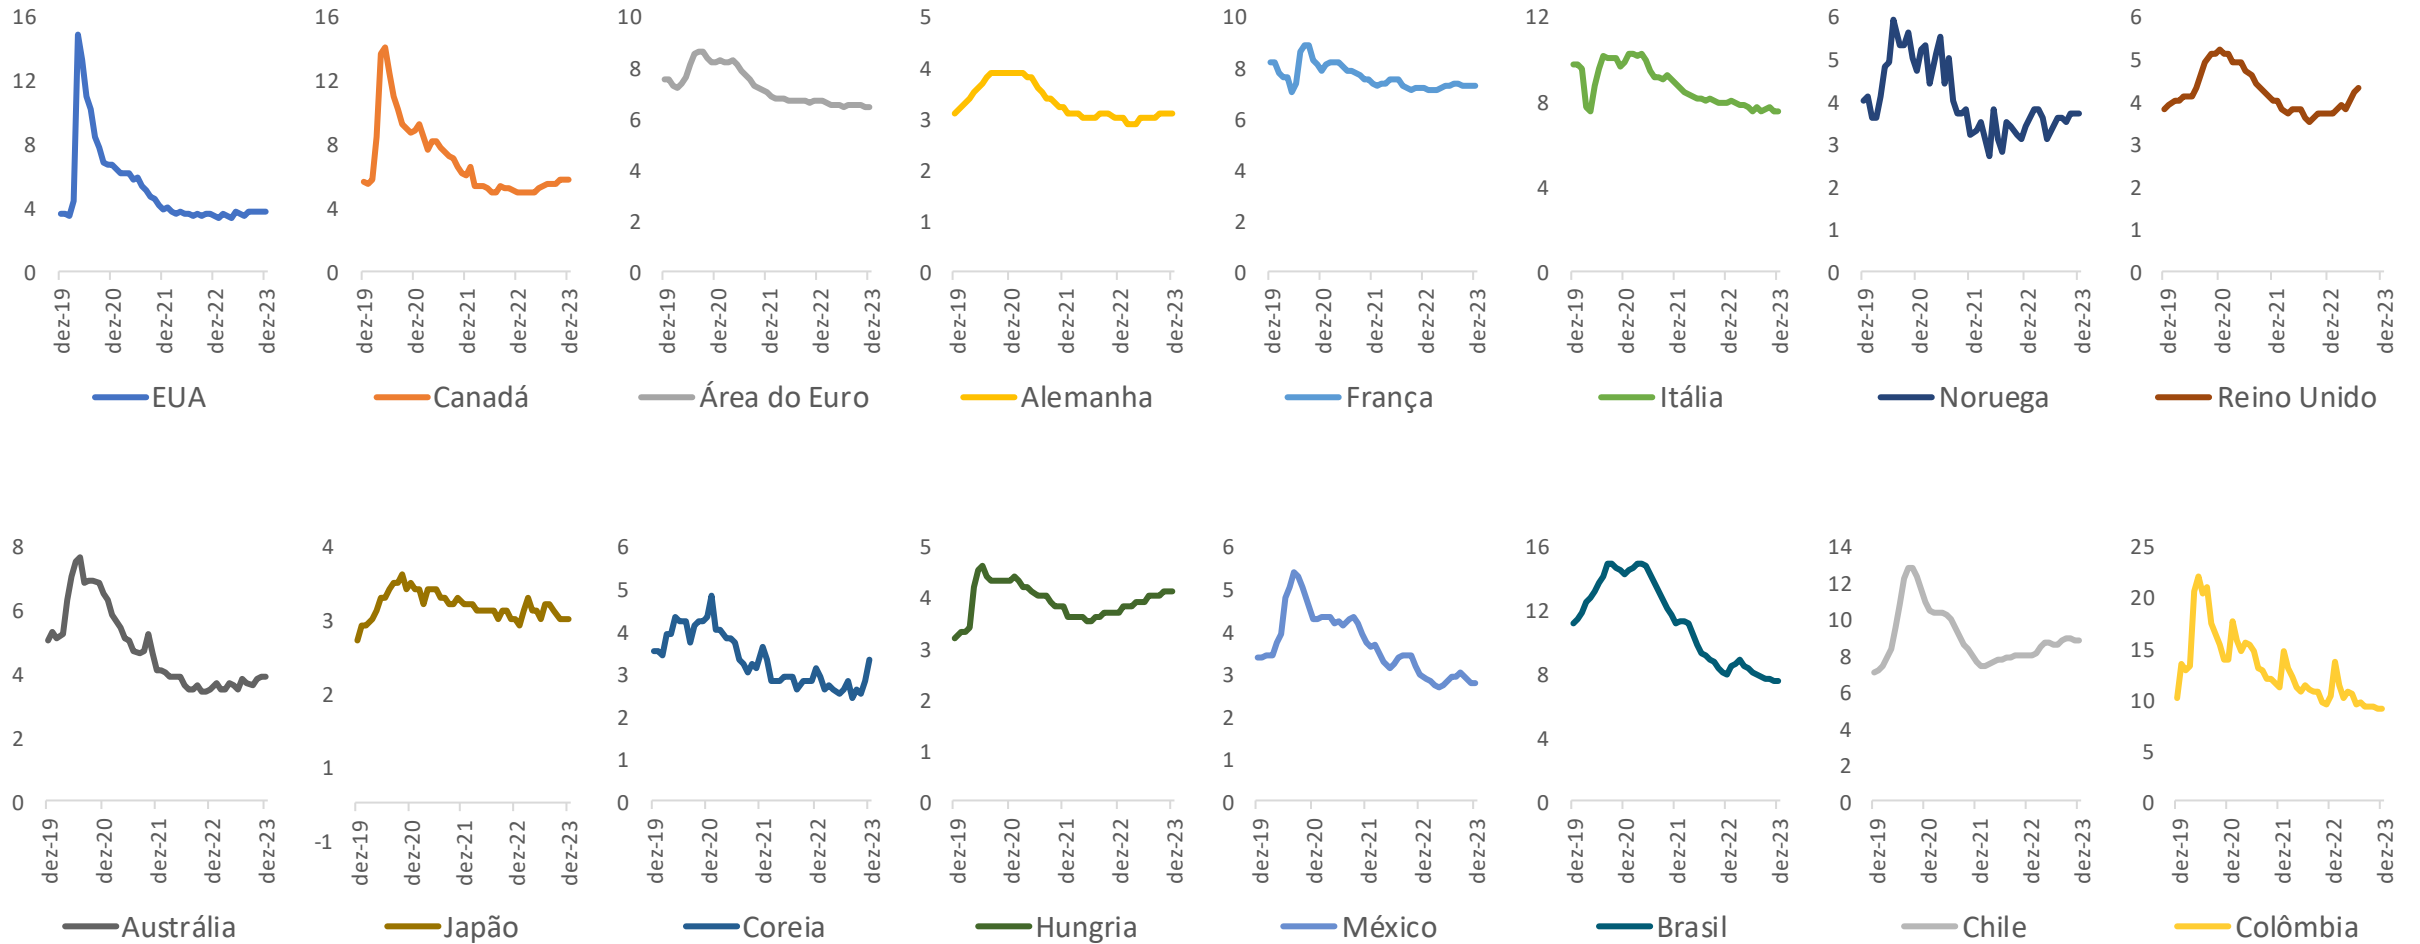 16
12
8
4
0
dez-19
dez-20
dez-21
dez-22
dez-23
EUA
16
12
8
4
0
dez-19
dez-20
dez-21
dez-22
dez-23
Canadá
10
8
6
4
2
0
dez-19
dez-20
dez-21
dez-22
dez-23
Área do Euro
5
4
3
2
1
0
dez-19
dez-20
dez-21
dez-22
dez-23
Alemanha
10
8
6
4
2
0
dez-19
dez-20
dez-21
dez-22
dez-23
França
12
8
4
0
dez-19
dez-20
dez-21
dez-22
dez-23
Itália
6
5
4
3
2
1
0
dez-19
dez-20
dez-21
dez-22
dez-23
Noruega
6
5
4
3
2
1
0
dez-19
dez-20
dez-21
dez-22
dez-23
Reino Unido
8
6
4
2
0
dez-19
dez-20
dez-21
dez-22
dez-23
Austrália
4
3
2
1
-1
dez-19
dez-20
dez-21
dez-22
dez-23
Japão
6
5
4
3
2
1
0
dez-19
dez-20
dez-21
dez-22
dez-23
Coreia
5
4
3
2
1
0
dez-19
dez-20
dez-21
dez-22
dez-23
Hungria
6
5
4
3
2
1
0
dez-19
dez-20
dez-21
dez-22
dez-23
México
16
12
8
4
0
dez-19
dez-20
dez-21
dez-22
dez-23
Brasil
14
12
10
8
6
4
2
0
dez-19
dez-20
dez-21
dez-22
dez-23
Chile
25
20
15
10
5
0
dez-19
dez-20
dez-21
dez-22
dez-23
Colômbia